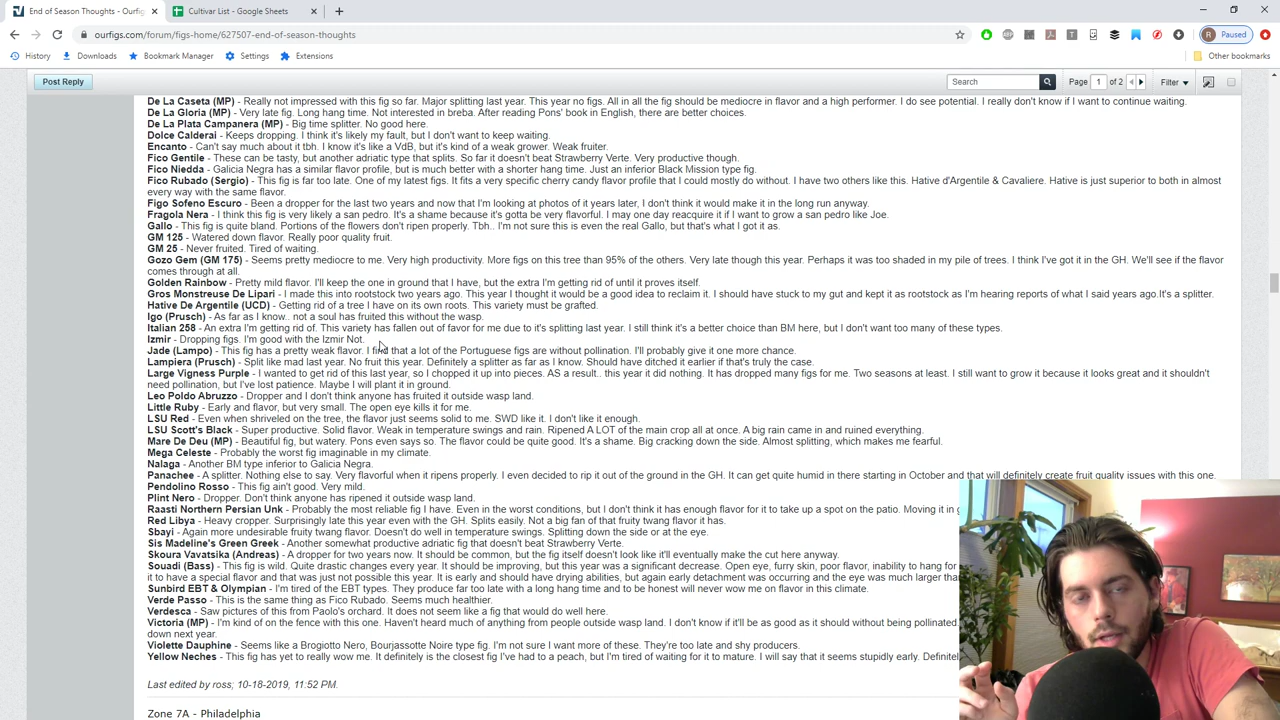 End of Season Thoughts
Cultivar List - Google Sheets
ourfigs.com/forum/figs-home/627507-end-of-season-thoughts
R Paused
History Downloads Bookmark Manager Settings Extensions Other bookmarks
Post Reply Search Page 1 of 2 Filter
De La Caseta (MP) - Really not impressed with this fig so far. Major splitting last year. This year no figs. All in all the fig should be mediocre in flavor and a high performer. I do see potential. I really don't know if I want to continue waiting.
De La Gloria (MP) - Very late fig. Long hang time. Not interested in breba. After reading Pons' book in English, there are better choices.
De La Plata Campanera (MP) - Big time splitter. No good here.
Dolce Calderai - Keeps dropping. I think it's likely my fault, but I don't want to keep waiting.
Encanto - Can't say much about it tbh. I know it's like a VdB, but it's kind of a weak grower. Weak fruiter.
Fico Gentile - These can be tasty, but another adriatic type that splits. So far it doesn't beat Strawberry Verte. Very productive though.
Fico Niedda - Galicia Negra has a similar flavor profile, but is much better with a shorter hang time. Just an inferior Black Mission type fig.
Fico Rubado (Sergio) - This fig is far too late. One of my latest figs. It fits a very specific cherry candy flavor profile that I could mostly do without. I have two others like this. Hative d'Argentile & Cavaliere. Hative is just superior to both in almost
every way with the same flavor.
Figo Sofeno Escuro - Been a dropper for the last two years and now that I'm looking at photos of it years later, I don't think it would make it in the long run anyway.
Fragola Nera - I think this fig is very likely a san pedro. It's a shame because it's gotta be very flavorful. I may one day reacquire it if I want to grow a san pedro like Joe.
Gallo - This fig is quite bland. Portions of the flowers don't ripen properly. Tbh.. I'm not sure this is even the real Gallo, but that's what I got it as.
GM 125 - Watered down flavor. Really poor quality fruit.
GM 25 - Never fruited. Tired of waiting.
Gozo Gem (GM 175) - Seems pretty mediocre to me. Very high productivity. More figs on this tree than 95% of the others. Very late though this year. Perhaps it was too shaded in my pile of trees. I think I've got it in the GH. We'll see if the flavor
comes through at all.
Golden Rainbow - Pretty mild flavor. I'll keep the one in ground that I have, but the extra I'm getting rid of until it proves itself.
Gros Monstreuse De Lipari - I made this into rootstock two years ago. This year I thought it would be a good idea to reclaim it. I should have stuck to my gut and kept it as rootstock as I'm hearing reports of what I said years ago.It's a splitter.
Hative De Argentile (UCD) - Getting rid of a tree I have on its own roots. This variety must be grafted.
Igo (Prusch) - As far as I know.. not a soul has fruited this without the wasp.
Italian 258 - An extra I'm getting rid of. This variety has fallen out of favor for me due to it's splitting last year. I still think it's a better choice than BM here, but I don't want too many of these types.
Izmir - Dropping figs. I'm good with the Izmir Not.
Jade (Lampo) - This fig has a pretty weak flavor. I find that a lot of the Portuguese figs are without pollination. I'll probably give it one more chance.
Lampiera (Prusch) - Split like mad last year. No fruit this year. Definitely a splitter as far as I know. Should have ditched it earlier if that's truly the case.
Large Vigness Purple - I wanted to get rid of this last year, so I chopped it up into pieces. AS a result.. this year it did nothing. It has dropped many figs for me. Two seasons at least. I still want to grow it because it looks great and it shouldn't
need pollination, but I've lost patience. Maybe I will plant it in ground.
Leo Poldo Abruzzo - Dropper and I don't think anyone has fruited it outside wasp land.
Little Ruby - Early and flavor, but very small. The open eye kills it for me.
LSU Red - Even when shriveled on the tree, the flavor just seems solid to me. SWD like it. I don't like it enough.
LSU Scott's Black - Super productive. Solid flavor. Weak in temperature swings and rain. Ripened A LOT of the main crop all at once. A big rain came in and ruined everything.
Mare De Deu (MP) - Beautiful fig, but watery. Pons even says so. The flavor could be quite good. It's a shame. Big cracking down the side. Almost splitting, which makes me fearful.
Mega Celeste - Probably the worst fig imaginable in my climate.
Nalaga - Another BM type inferior to Galicia Negra.
Panachee - A splitter. Nothing else to say. Very flavorful when it ripens properly. I even decided to rip it out of the ground in the GH. It can get quite humid in there starting in October and that will definitely create fruit quality issues with this one.
Pendolino Rosso - This fig ain't good. Very mild.
Plint Nero - Dropper. Don't think anyone has ripened it outside wasp land.
Raasti Northern Persian Unk - Probably the most reliable fig I have. Even in the worst conditions, but I don't think it has enough flavor for it to take up a spot on the patio. Moving it in g
Red Libya - Heavy cropper. Surprisingly late this year even with the GH. Splits easily. Not a big fan of that fruity twang flavor it has.
Sbayi - Again more undesirable fruity twang flavor. Doesn't do well in temperature swings. Splitting down the side or at the eye.
Sis Madeline's Green Greek - Another somewhat productive adriatic fig that doesn't beat Strawberry Verte.
Skoura Vavatsika (Andreas) - A dropper for two years now. It should be common, but the fig itself doesn't look like it'll eventually make the cut here anyway.
Souadi (Bass) - This fig is wild. Quite drastic changes every year. It should be improving, but this year was a significant decrease. Open eye, furry skin, poor flavor, inability to hang for
it to have a special flavor and that was just not possible this year. It is early and should have drying abilities, but again early detachment was occurring and the eye was much larger than
Sunbird EBT & Olympian - I'm tired of the EBT types. They produce far too late with a long hang time and to be honest will never wow me on flavor in this climate.
Verde Passo - This is the same thing as Fico Rubado. Seems much healthier.
Verdesca - Saw pictures of this from Paolo's orchard. It does not seem like a fig that would do well here.
Victoria (MP) - I'm kind of on the fence with this one. Haven't heard much of anything from people outside wasp land. I don't know if it'll be as good as it should without being pollinated
down next year.
Violette Dauphine - Seems like a Brogiotto Nero, Bourjassotte Noire type fig. I'm not sure I want more of these. They're too late and shy producers.
Yellow Neches - This fig has yet to really wow me. It definitely is the closest fig I've had to a peach, but I'm tired of waiting for it to mature. I will say that it seems stupidly early. Definitel
Last edited by ross; 10-18-2019, 11:52 PM.
Zone 7A - Philadelphia